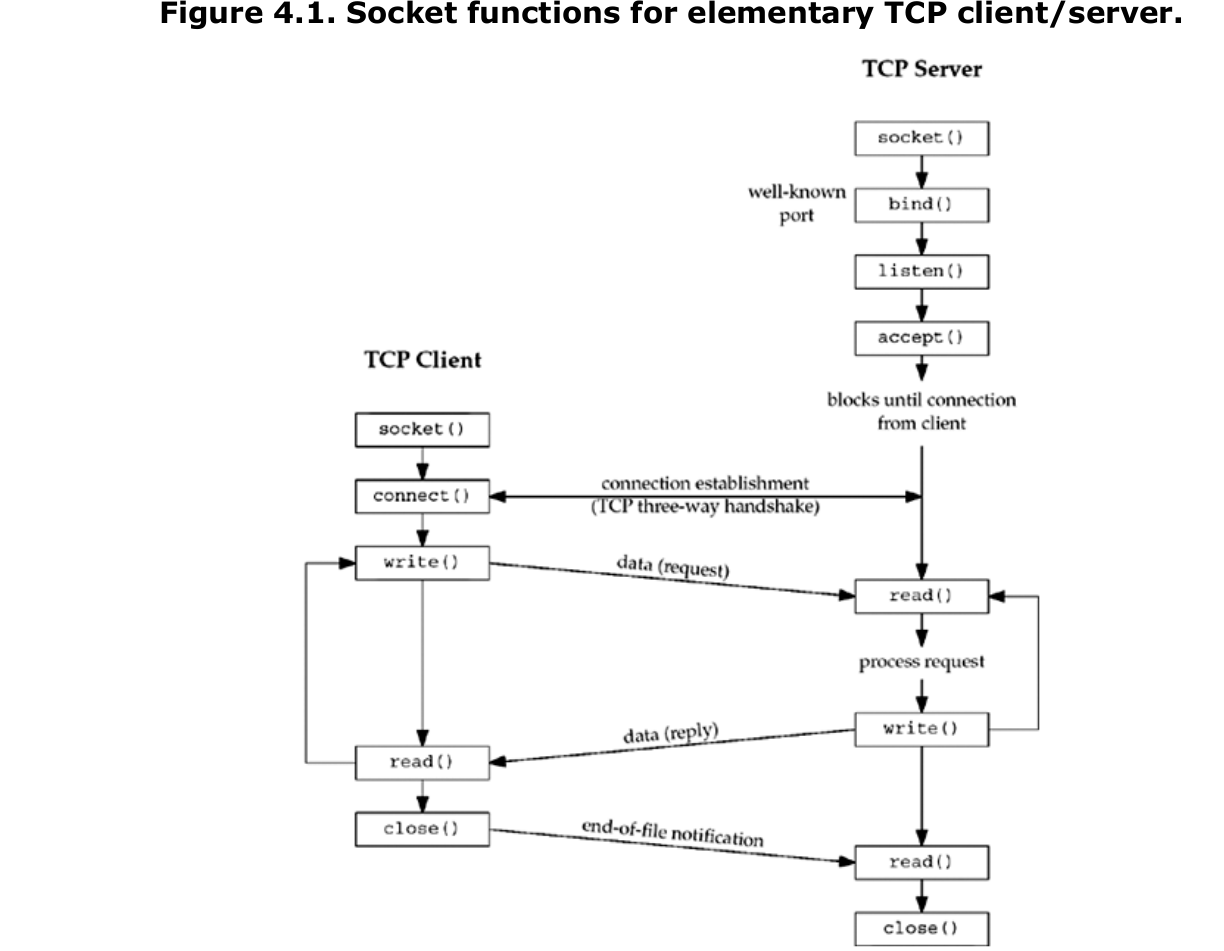 Figure 4.1. Socket functions for elementary TCP client/server.
TCP Server
socket()
well-known
port
bind()
listen()
accept()
TCP Client
blocks until connection
from client
socket()
connect()
connection establishment
(TCP three-way handshake)
write()
data (request)
read()
process request
write()
data (reply)
read()
close()
end-of-file notification
read()
close()